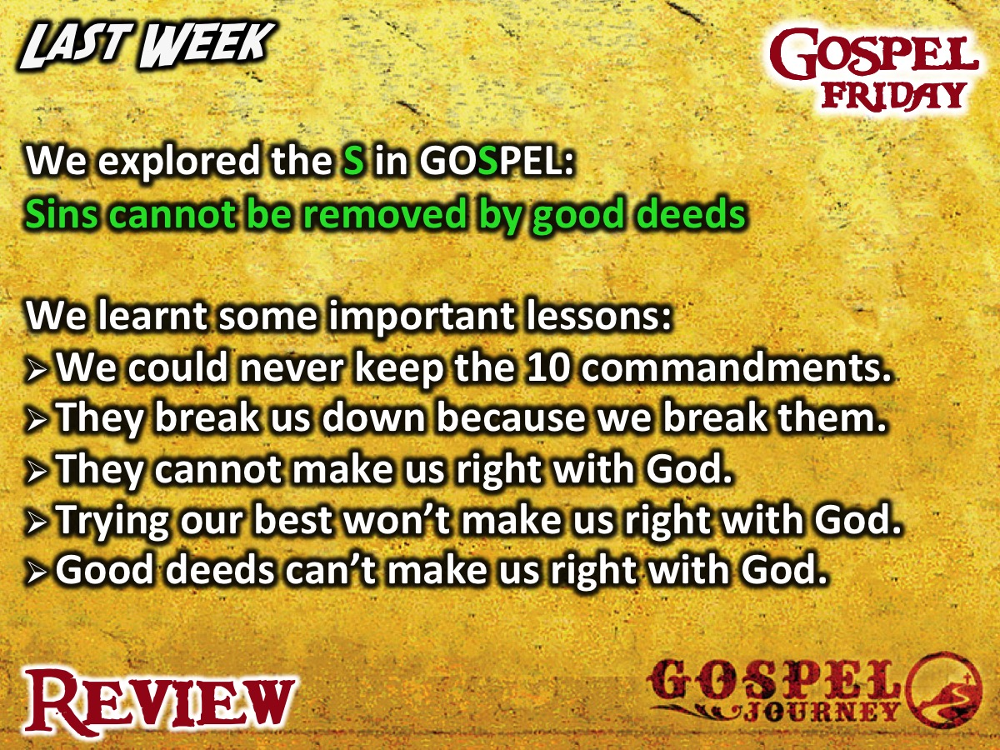 Last Week
Gospel
Friday
We explored the S in GOSPEL:
Sins cannot be removed by good deeds
We learnt some important lessons:
➢ We could never keep the 10 commandments.
➢ They break us down because we break them.
➢ They cannot make us right with God.
➢ Trying our best won’t make us right with God.
➢ Good deeds can’t make us right with God.
Review
GOSPEL
JOURNEY